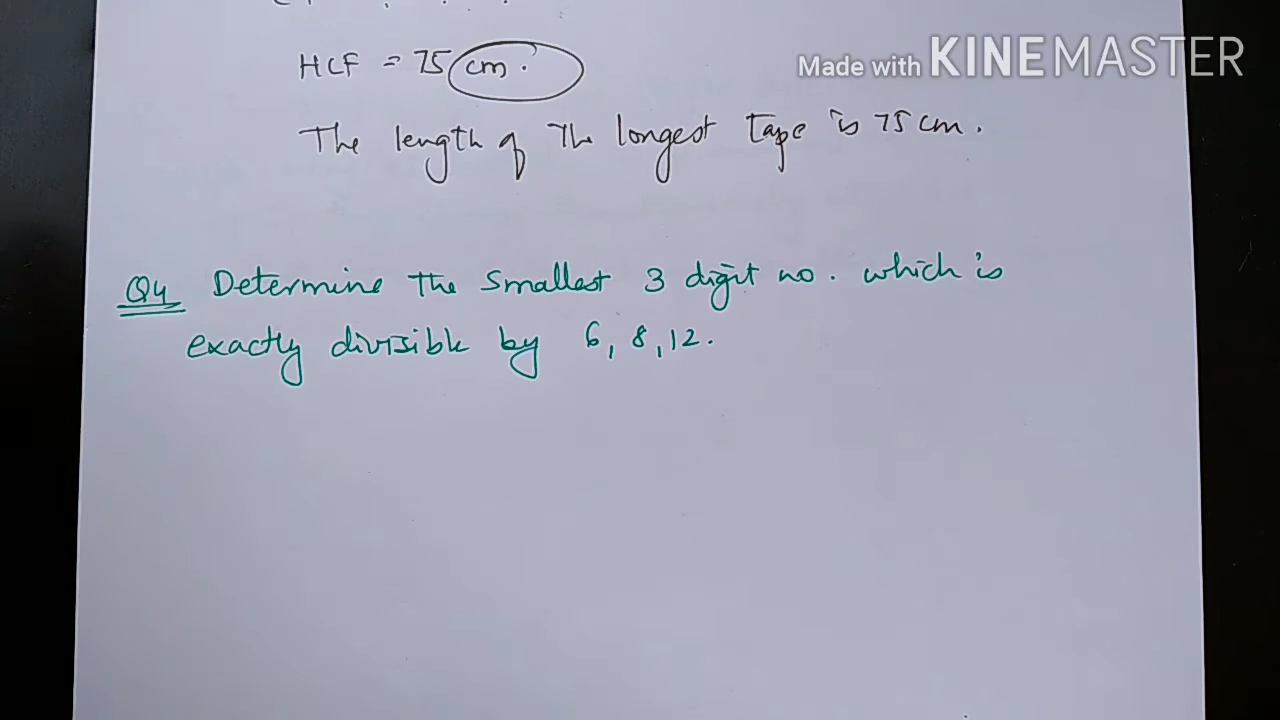 HCF = 75 cm.
Made with KINEMASTER
The length of The longest tape is 75 cm.
Q4 Determine the smallest 3 digit no. which is
exactly divisible by 6, 8, 12.